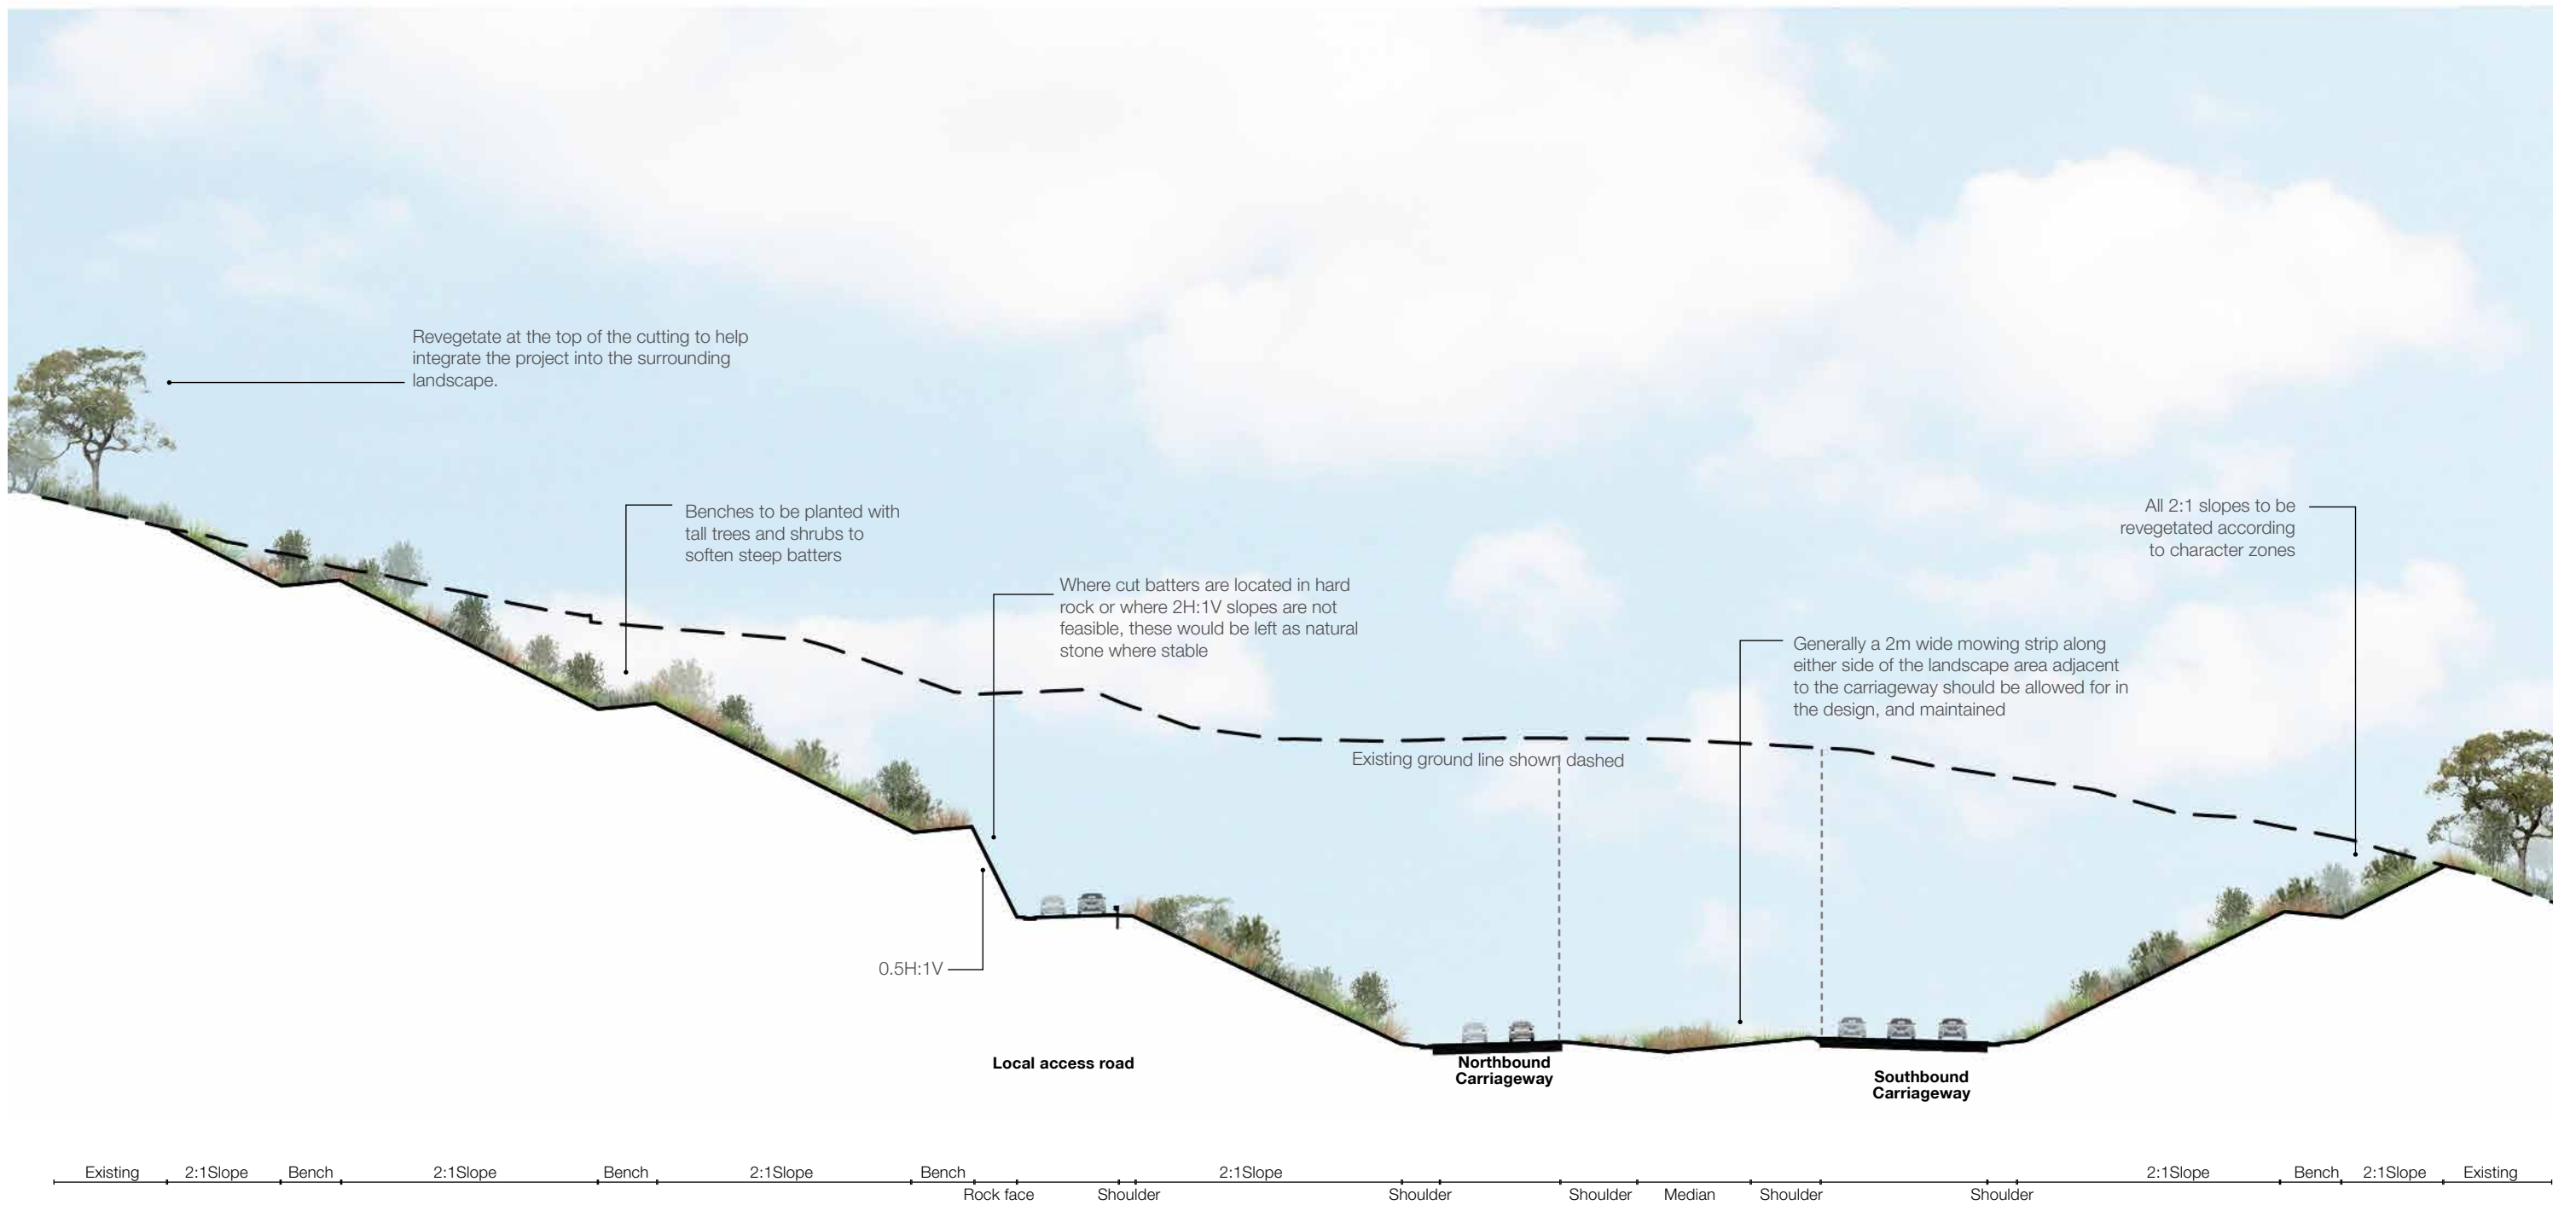 Revegetate at the top of the cutting to help
integrate the project into the surrounding
landscape.
Benches to be planted with
tall trees and shrubs to
soften steep batters
Where cut batters are located in hard
rock or where 2H:1V slopes are not
feasible, these would be left as natural
stone where stable
All 2:1 slopes to be
revegetated according
to character zones
Generally a 2m wide mowing strip along
either side of the landscape area adjacent
to the carriageway should be allowed for in
the design, and maintained
Existing ground line shown dashed
0.5H:1V
Local access road
Northbound
Carriageway
Southbound
Carriageway
Existing 2:1Slope Bench 2:1Slope Bench 2:1Slope Bench 2:1Slope 2:1Slope Bench 2:1Slope Existing
Rock face Shoulder Shoulder Shoulder Median Shoulder Shoulder